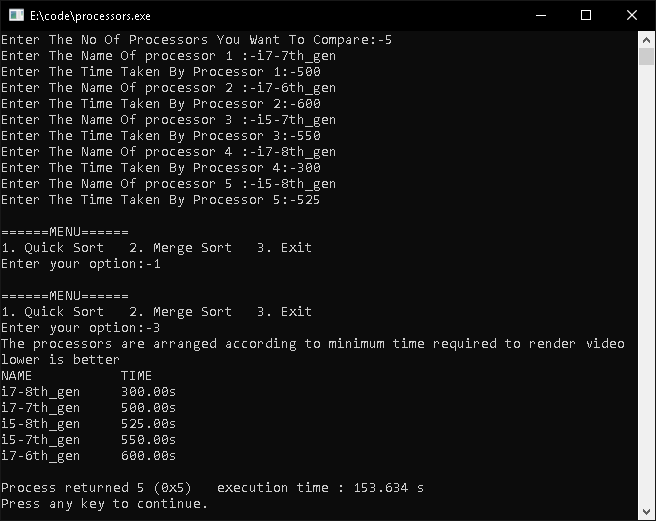 E:\code\processors.exe
Enter The No Of Processors You Want To Compare:-5
Enter The Name Of processor 1 :-i7-7th_gen
Enter The Time Taken By Processor 1:-500
Enter The Name Of processor 2 :-i7-6th_gen
Enter The Time Taken By Processor 2:-600
Enter The Name Of processor 3 :-i5-7th_gen
Enter The Time Taken By Processor 3:-550
Enter The Name Of processor 4 :-i7-8th_gen
Enter The Time Taken By Processor 4:-300
Enter The Name Of processor 5 :-i5-8th_gen
Enter The Time Taken By Processor 5:-525
======MENU======
1. Quick Sort   2. Merge Sort   3. Exit
Enter your option:-1
======MENU======
1. Quick Sort   2. Merge Sort   3. Exit
Enter your option:-3
The processors are arranged according to minimum time required to render video
lower is better
NAME           TIME
i7-8th_gen     300.00s
i7-7th_gen     500.00s
i5-8th_gen     525.00s
i5-7th_gen     550.00s
i7-6th_gen     600.00s
Process returned 5 (0x5)   execution time : 153.634 s
Press any key to continue.